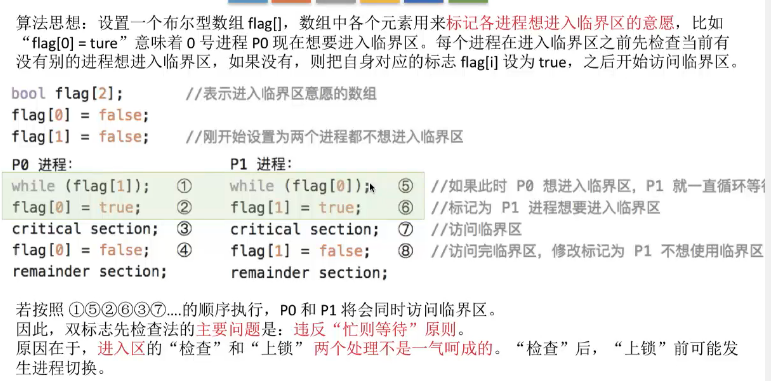 算法思想：设置一个布尔型数组 flag[]，数组中各个元素用来标记各进程想进入临界区的意愿，比如
“flag[0] = ture”意味着 0 号进程 P0 现在想要进入临界区。每个进程在进入临界区之前先检查当前有
没有别的进程想进入临界区，如果没有，则把自身对应的标志 flag[i] 设为 true，之后开始访问临界区。
bool flag[2]; //表示进入临界区意愿的数组
flag[0] = false;
flag[1] = false; //刚开始设置为两个进程都不想进入临界区
P0 进程： P1 进程：
while (flag[1]); ① while (flag[0]); ⑤ //如果此时 P0 想进入临界区，P1 就一直循环等待
flag[0] = true; ② flag[1] = true; ⑥ //标记为 P1 进程想要进入临界区
critical section; ③ critical section; ⑦ //访问临界区
flag[0] = false; ④ flag[1] = false; ⑧ //访问完临界区，修改标记为 P1 不想使用临界区
remainder section; remainder section;
若按照 ①⑤②⑥③⑦....的顺序执行，P0 和 P1 将会同时访问临界区。
因此，双标志先检查法的主要问题是：违反“忙则等待”原则。
原因在于，进入区的“检查”和“上锁” 两个处理不是一气呵成的。“检查”后，“上锁”前可能发
生进程切换。